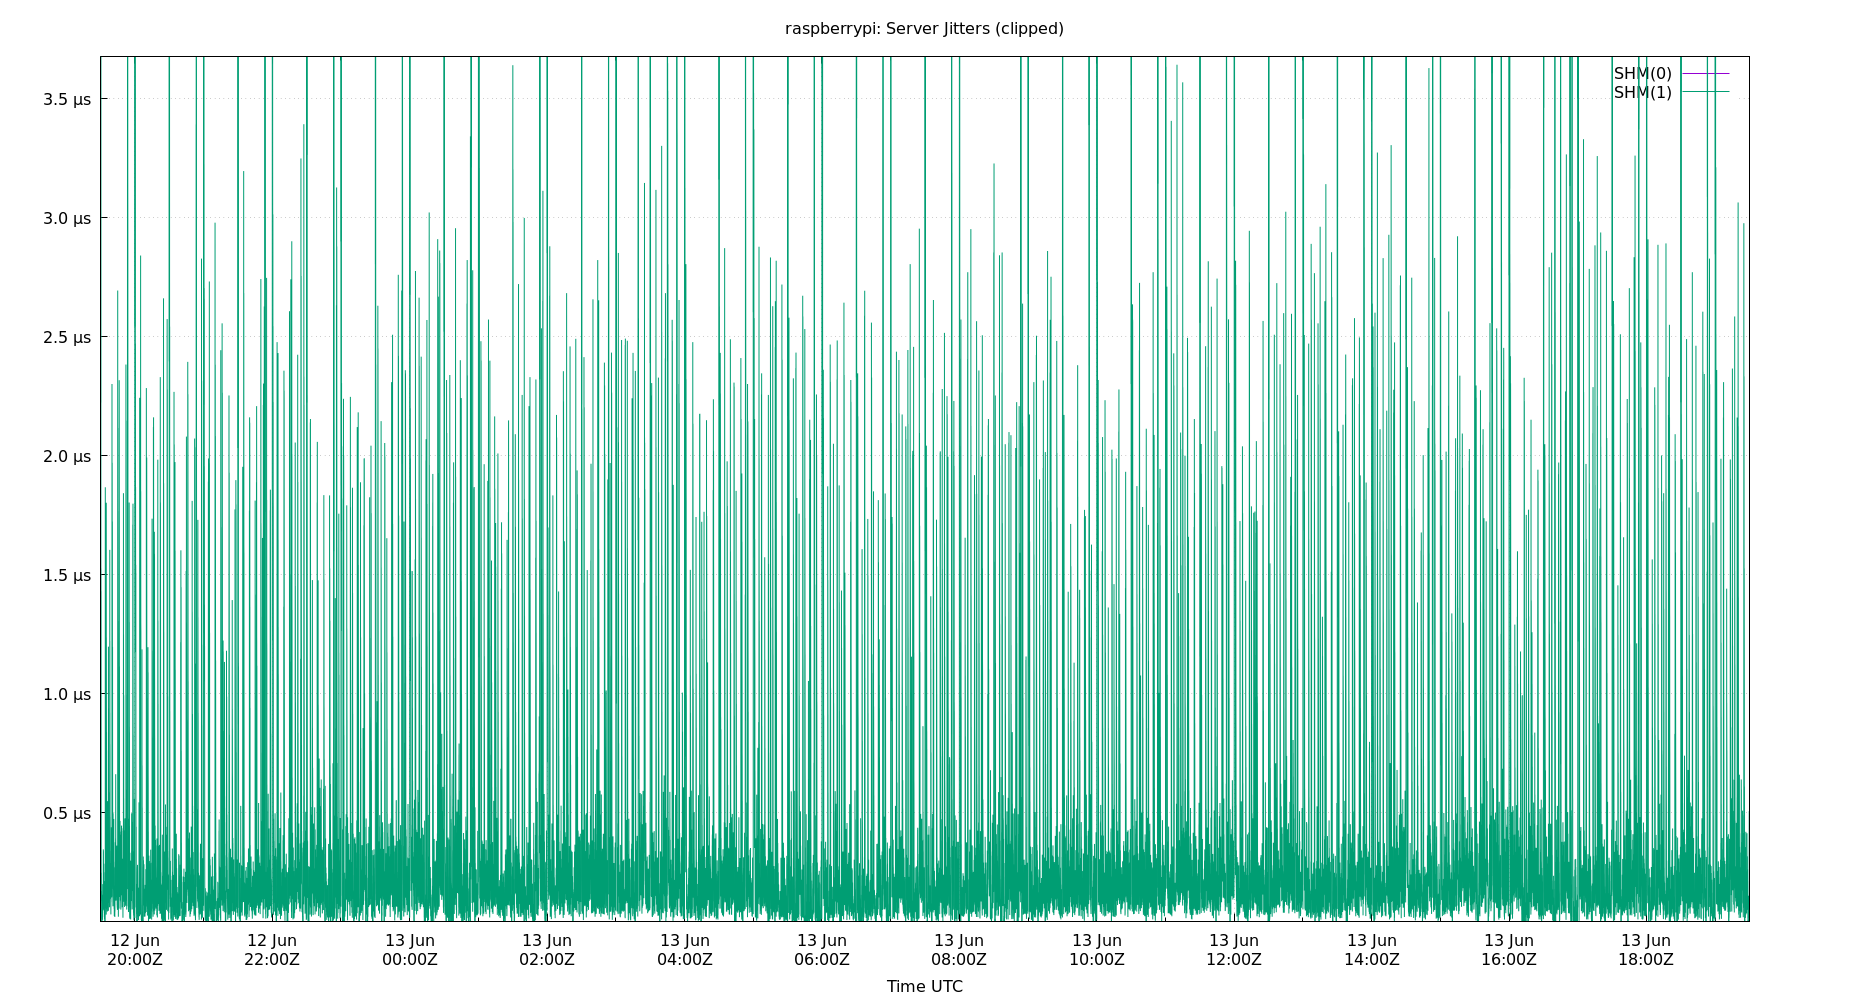 raspberrypi: Server Jitters (clipped)
SHM(0)
SHM(1)
3.5 µs
3.0 µs
2.5 µs
2.0 µs
1.5 µs
1.0 µs
0.5 µs
12 Jun 12 Jun 13 Jun 13 Jun 13 Jun 13 Jun 13 Jun 13 Jun 13 Jun 13 Jun 13 Jun 13 Jun
20:00Z 22:00Z 00:00Z 02:00Z 04:00Z 06:00Z 08:00Z 10:00Z 12:00Z 14:00Z 16:00Z 18:00Z
Time UTC